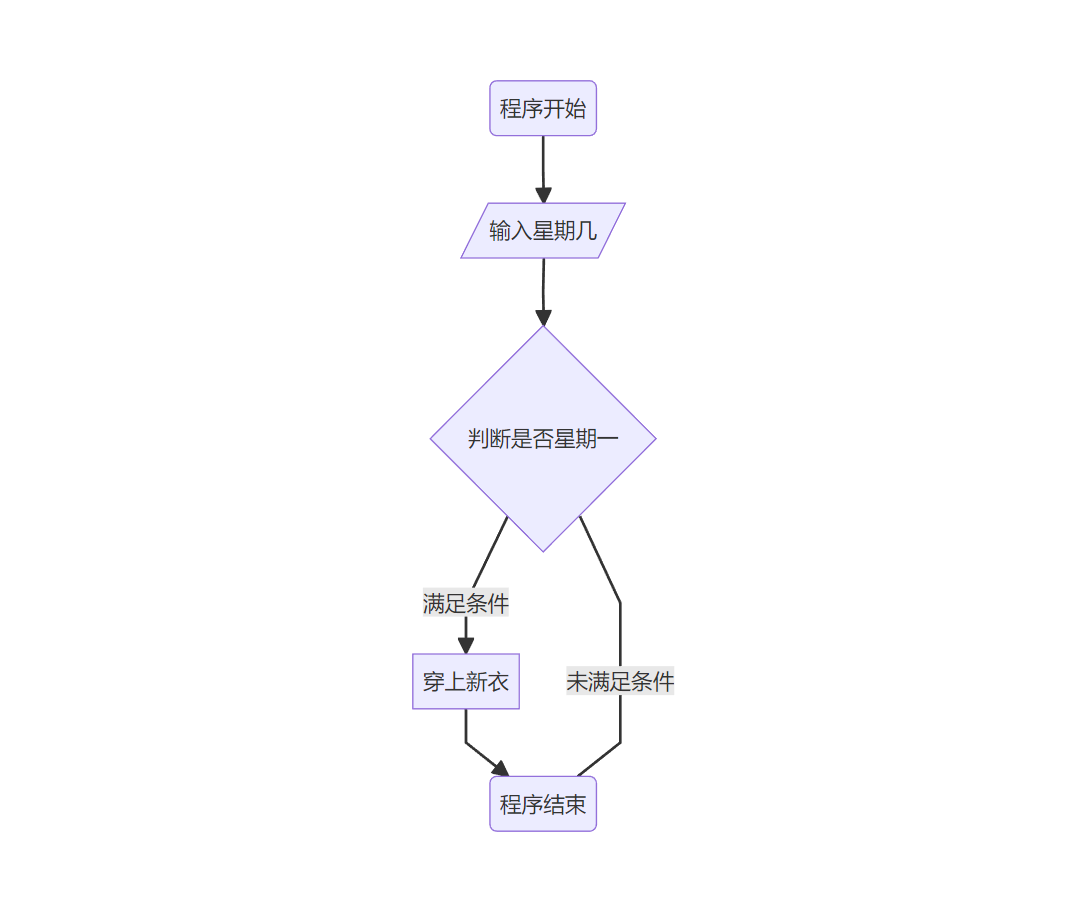 程序开始
输入星期几
判断是否星期一
满足条件
穿上新衣
未满足条件
程序结束